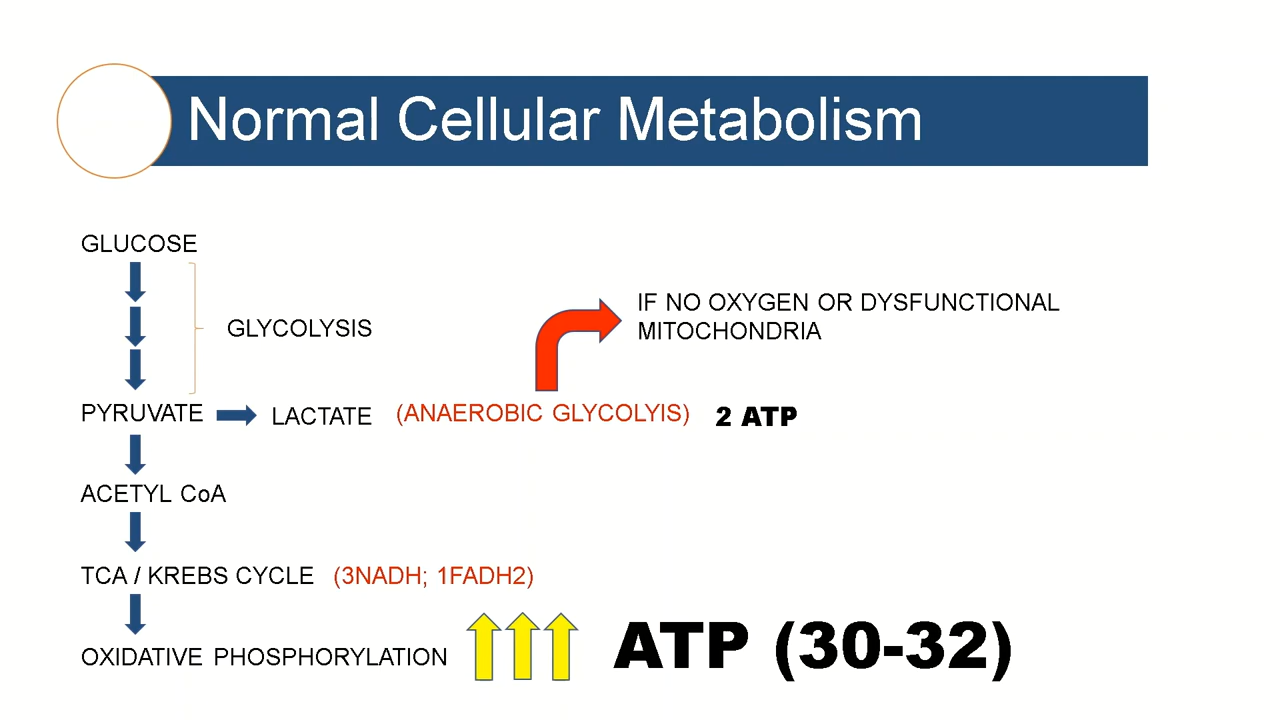 Normal Cellular Metabolism
GLUCOSE
GLYCOLYSIS
IF NO OXYGEN OR DYSFUNCTIONAL
MITOCHONDRIA
PYRUVATE
LACTATE
(ANAEROBIC GLYCOLYIS)
2 ATP
ACETYL CoA
TCA / KREBS CYCLE
(3NADH; 1FADH2)
OXIDATIVE PHOSPHORYLATION
ATP (30-32)